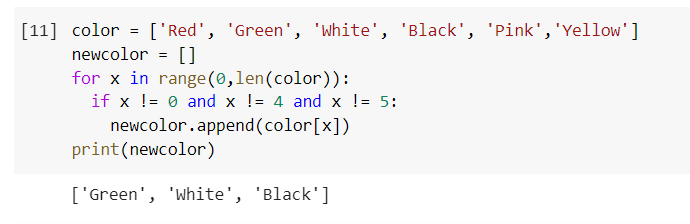 [11] color = ['Red', 'Green', 'White', 'Black', 'Pink','Yellow']
newcolor = []
for x in range(0,len(color)):
  if x != 0 and x != 4 and x != 5:
    newcolor.append(color[x])
print(newcolor)
['Green', 'White', 'Black']